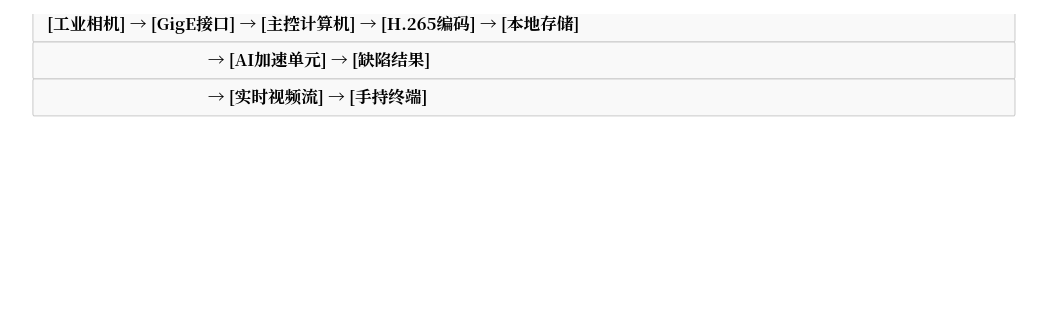 [工业相机] → [GigE接口] → [主控计算机] → [H.265编码] → [本地存储]
→ [AI加速单元] → [缺陷结果]
→ [实时视频流] → [手持终端]